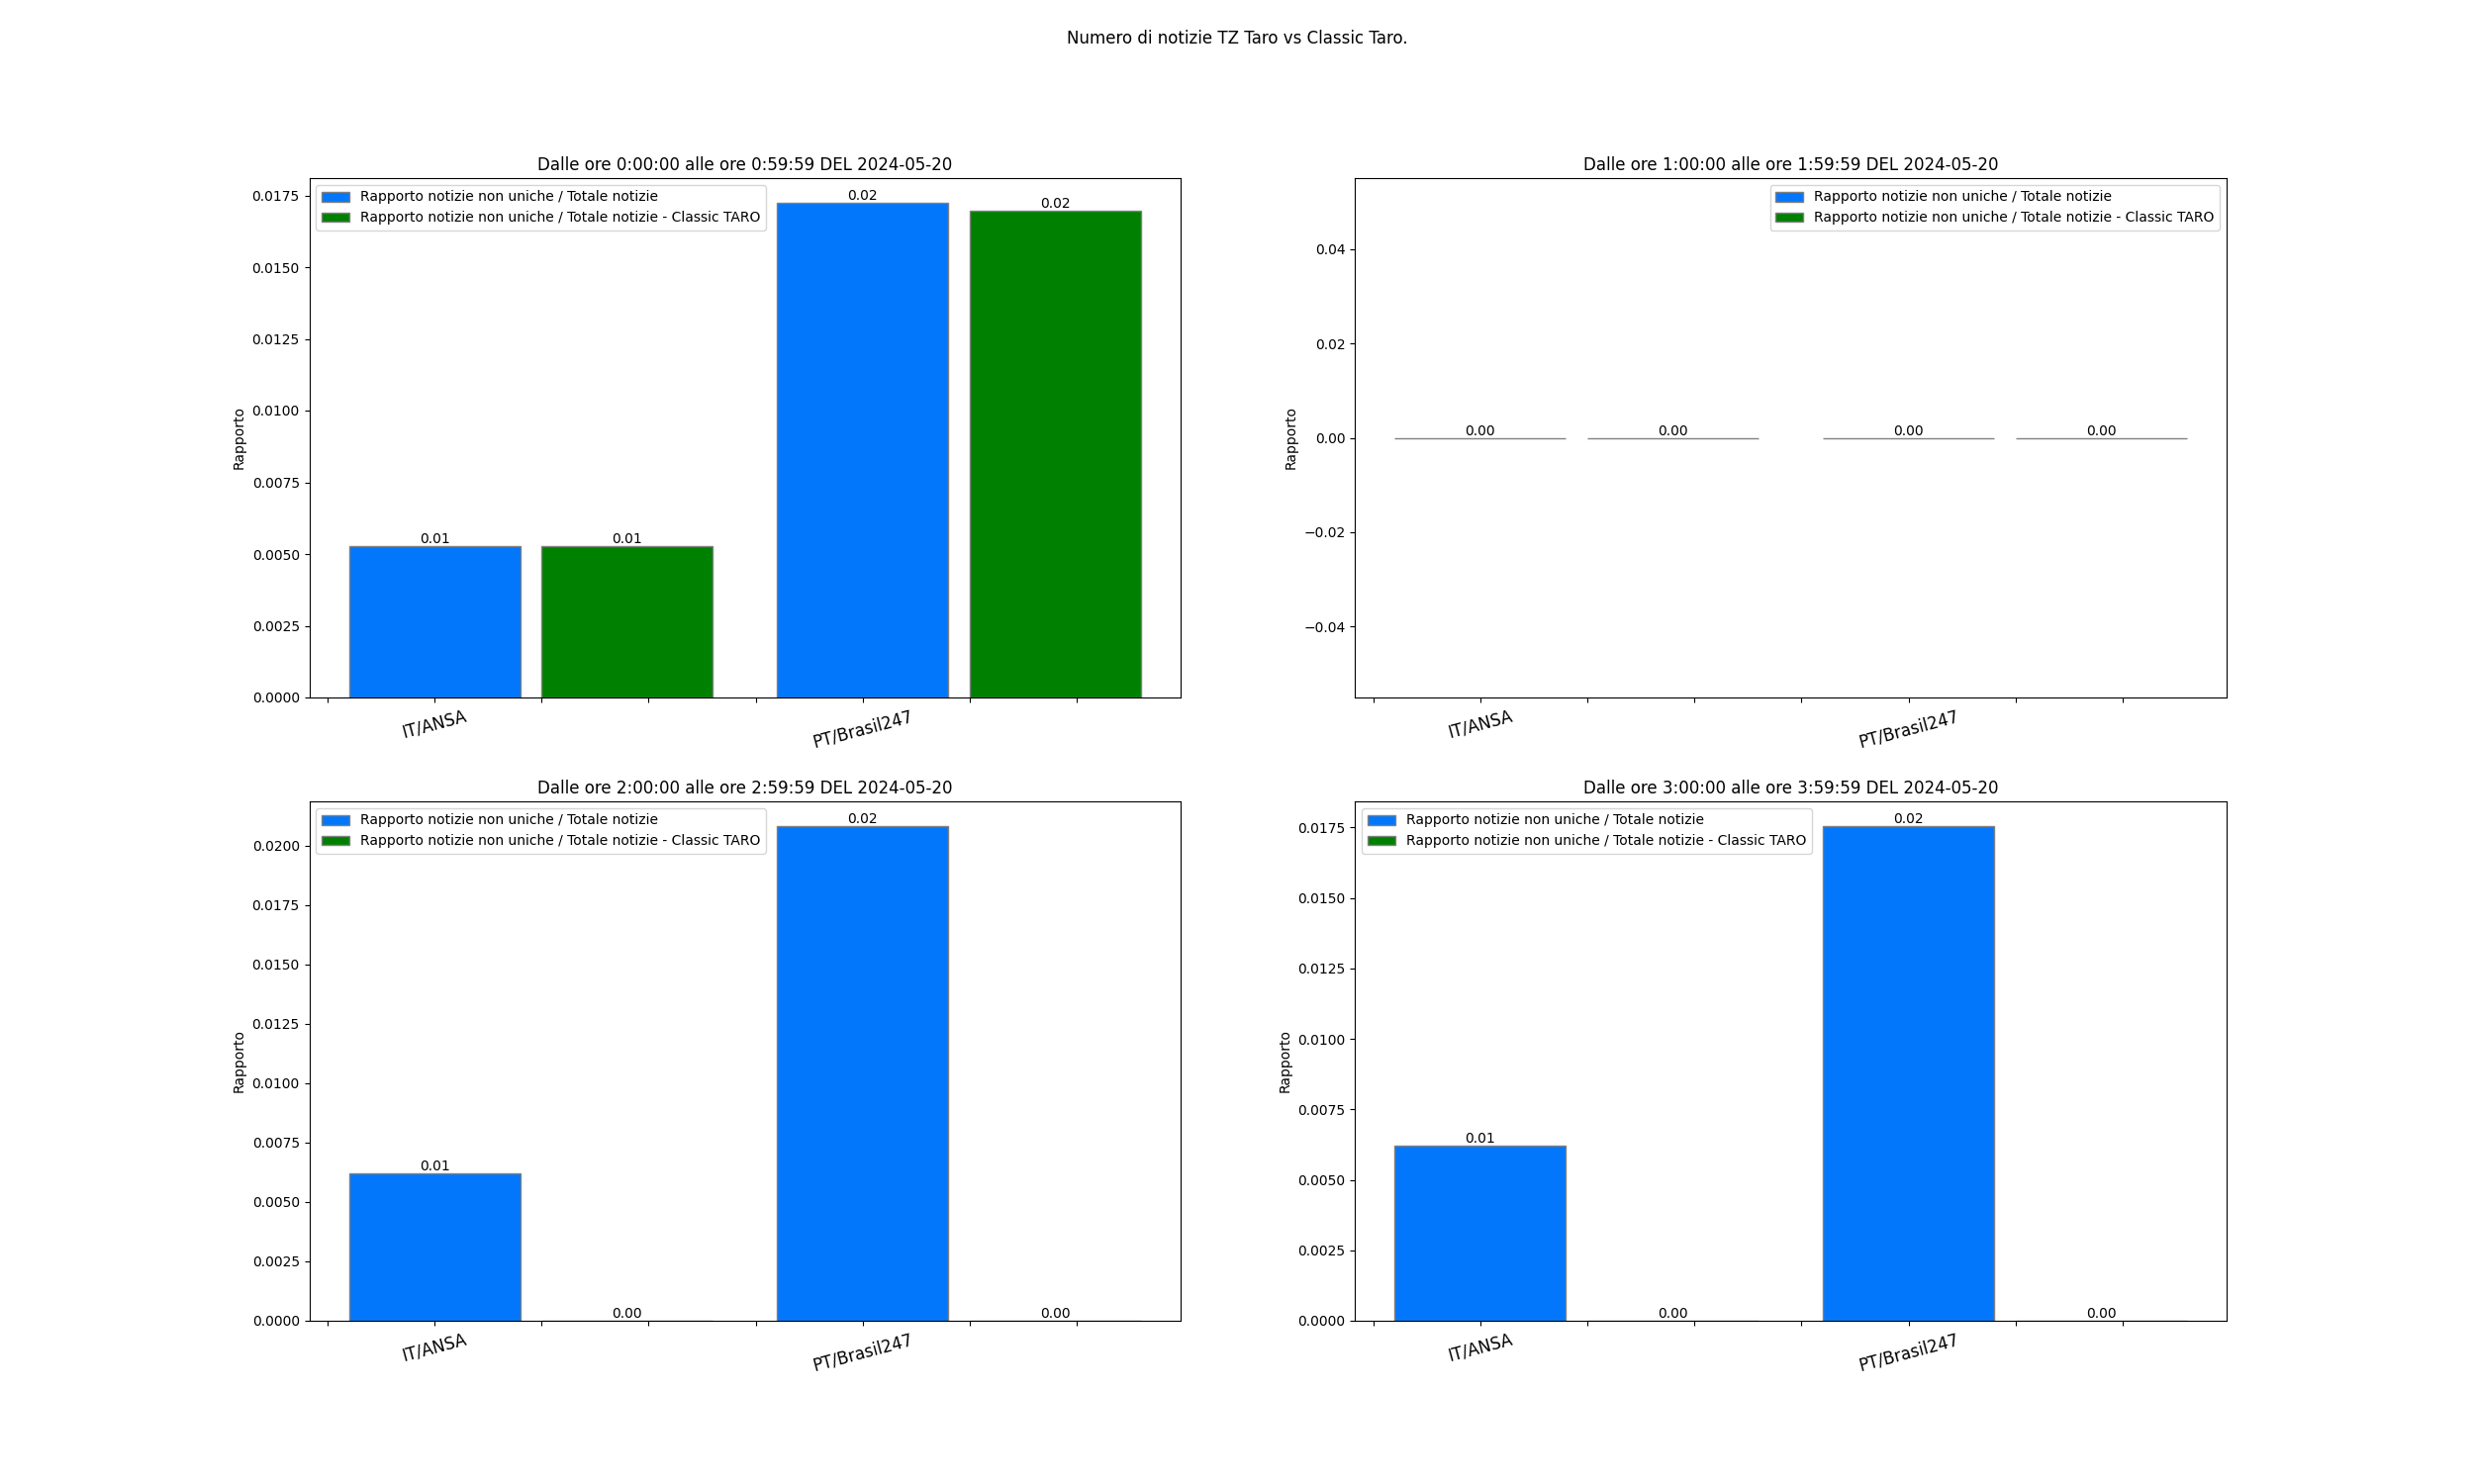 Numero di notizie TZ Taro vs Classic Taro.
Dalle ore 0:00:00 alle ore 0:59:59 DEL 2024-05-20
Rapporto notizie non uniche / Totale notizie
Rapporto notizie non uniche / Totale notizie - Classic TARO
Rapporto
0.0175
0.0150
0.0125
0.0100
0.0075
0.0050
0.0025
0.0000
0.01
0.01
0.02
0.02
IT/ANSA
PT/Brasil247
Dalle ore 1:00:00 alle ore 1:59:59 DEL 2024-05-20
Rapporto notizie non uniche / Totale notizie
Rapporto notizie non uniche / Totale notizie - Classic TARO
Rapporto
0.04
0.02
0.00
−0.02
−0.04
0.00
0.00
0.00
0.00
IT/ANSA
PT/Brasil247
Dalle ore 2:00:00 alle ore 2:59:59 DEL 2024-05-20
Rapporto notizie non uniche / Totale notizie
Rapporto notizie non uniche / Totale notizie - Classic TARO
Rapporto
0.0200
0.0175
0.0150
0.0125
0.0100
0.0075
0.0050
0.0025
0.0000
0.01
0.00
0.02
0.00
IT/ANSA
PT/Brasil247
Dalle ore 3:00:00 alle ore 3:59:59 DEL 2024-05-20
Rapporto notizie non uniche / Totale notizie
Rapporto notizie non uniche / Totale notizie - Classic TARO
Rapporto
0.0175
0.0150
0.0125
0.0100
0.0075
0.0050
0.0025
0.0000
0.01
0.00
0.02
0.00
IT/ANSA
PT/Brasil247